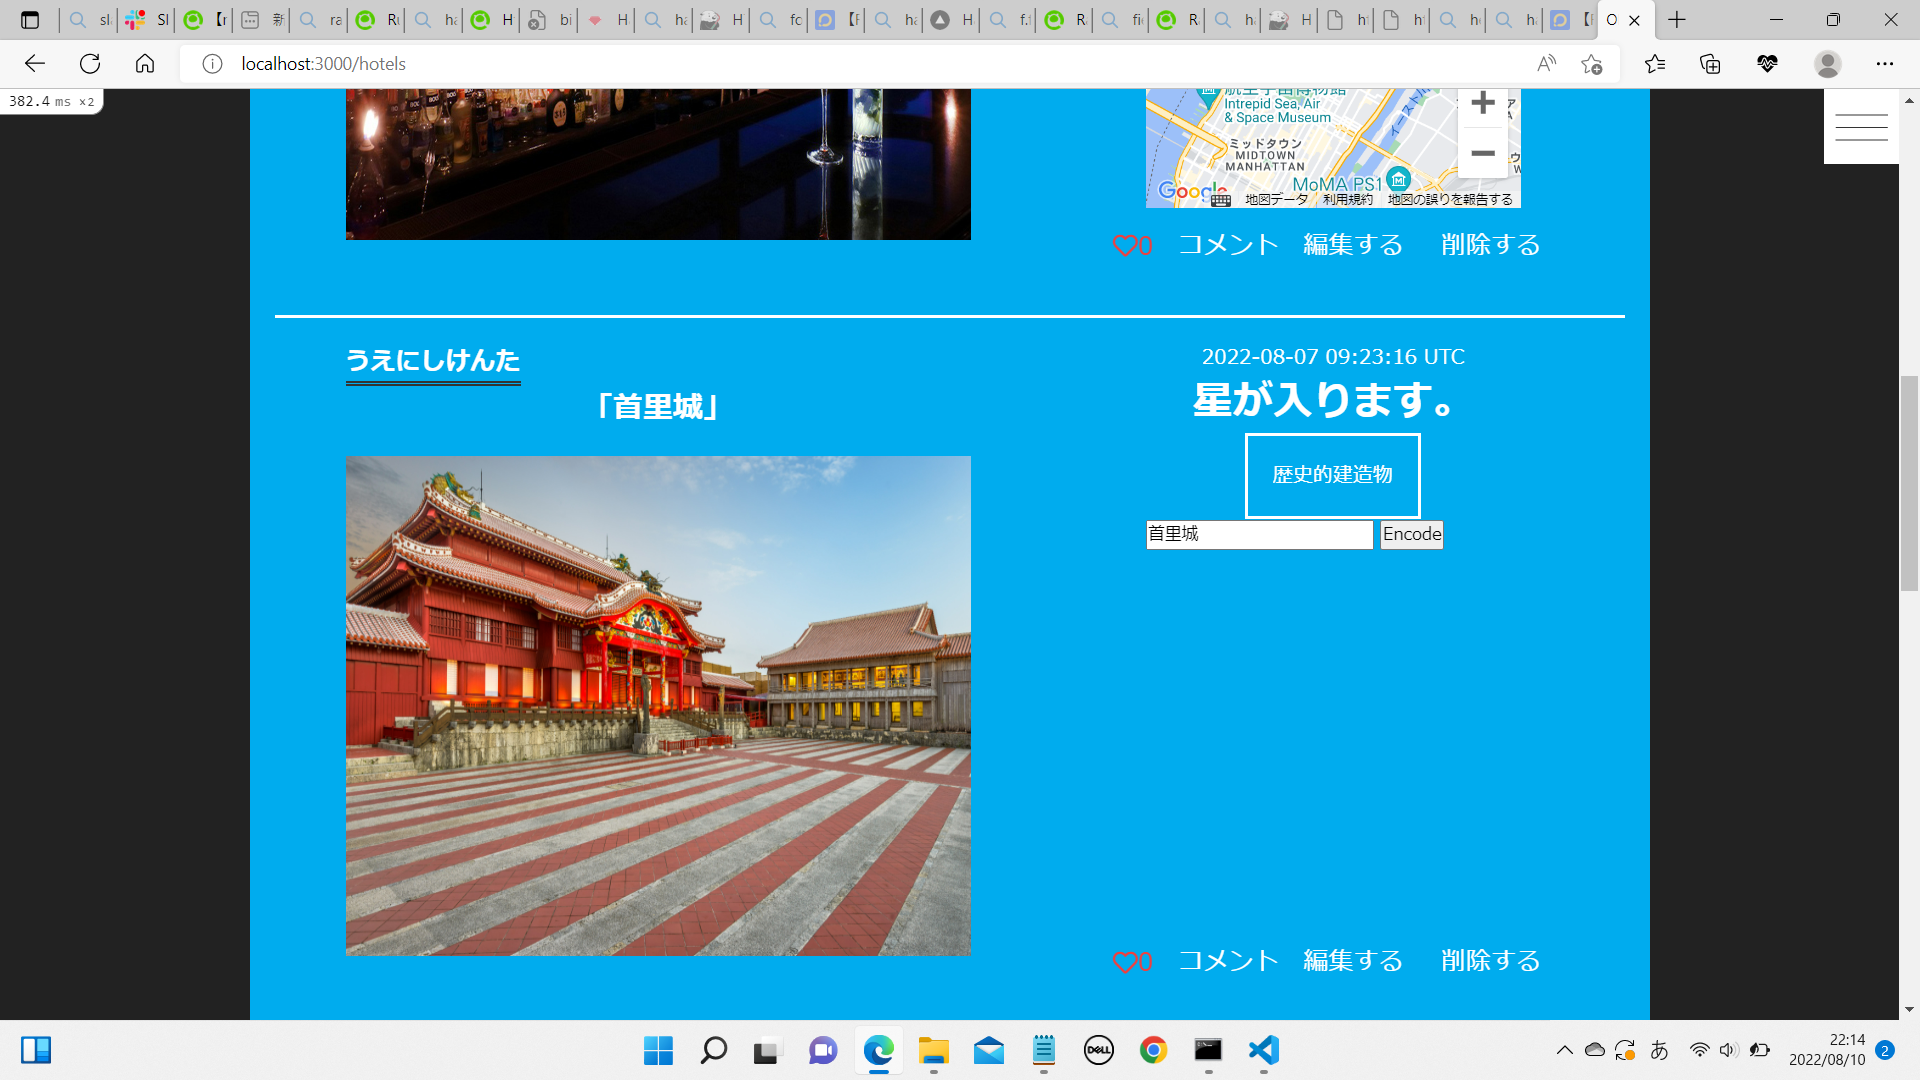 localhost:3000/hotels
382.4 ms ×2
Intrepid Sea, Air
& Space Museum
ミッドタウン
MIDTOWN
MANHATTAN
MoMA PS1
Google
地図データ
利用規約
地図の誤りを報告する
0 コメント 編集する 削除する
うえにしけんた
2022-08-07 09:23:16 UTC
「首里城」
星が入ります。
歴史的建造物
首里城 Encode
0 コメント 編集する 削除する
DELL
あ
22:14
2022/08/10
2